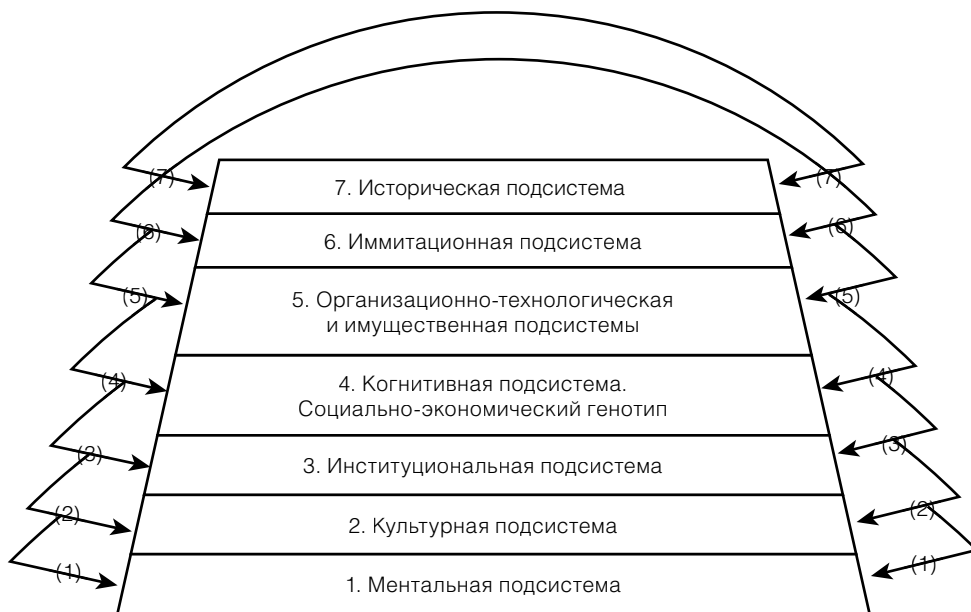 (7) 7. Историческая подсистема (7)
(6) 6. Иммитационная подсистема (6)
(5) 5. Организационно-технологическая (5)
и имущественная подсистемы
(4) 4. Когнитивная подсистема. (4)
Социально-экономический генотип
(3) 3. Институциональная подсистема (3)
(2) 2. Культурная подсистема (2)
(1) 1. Ментальная подсистема (1)